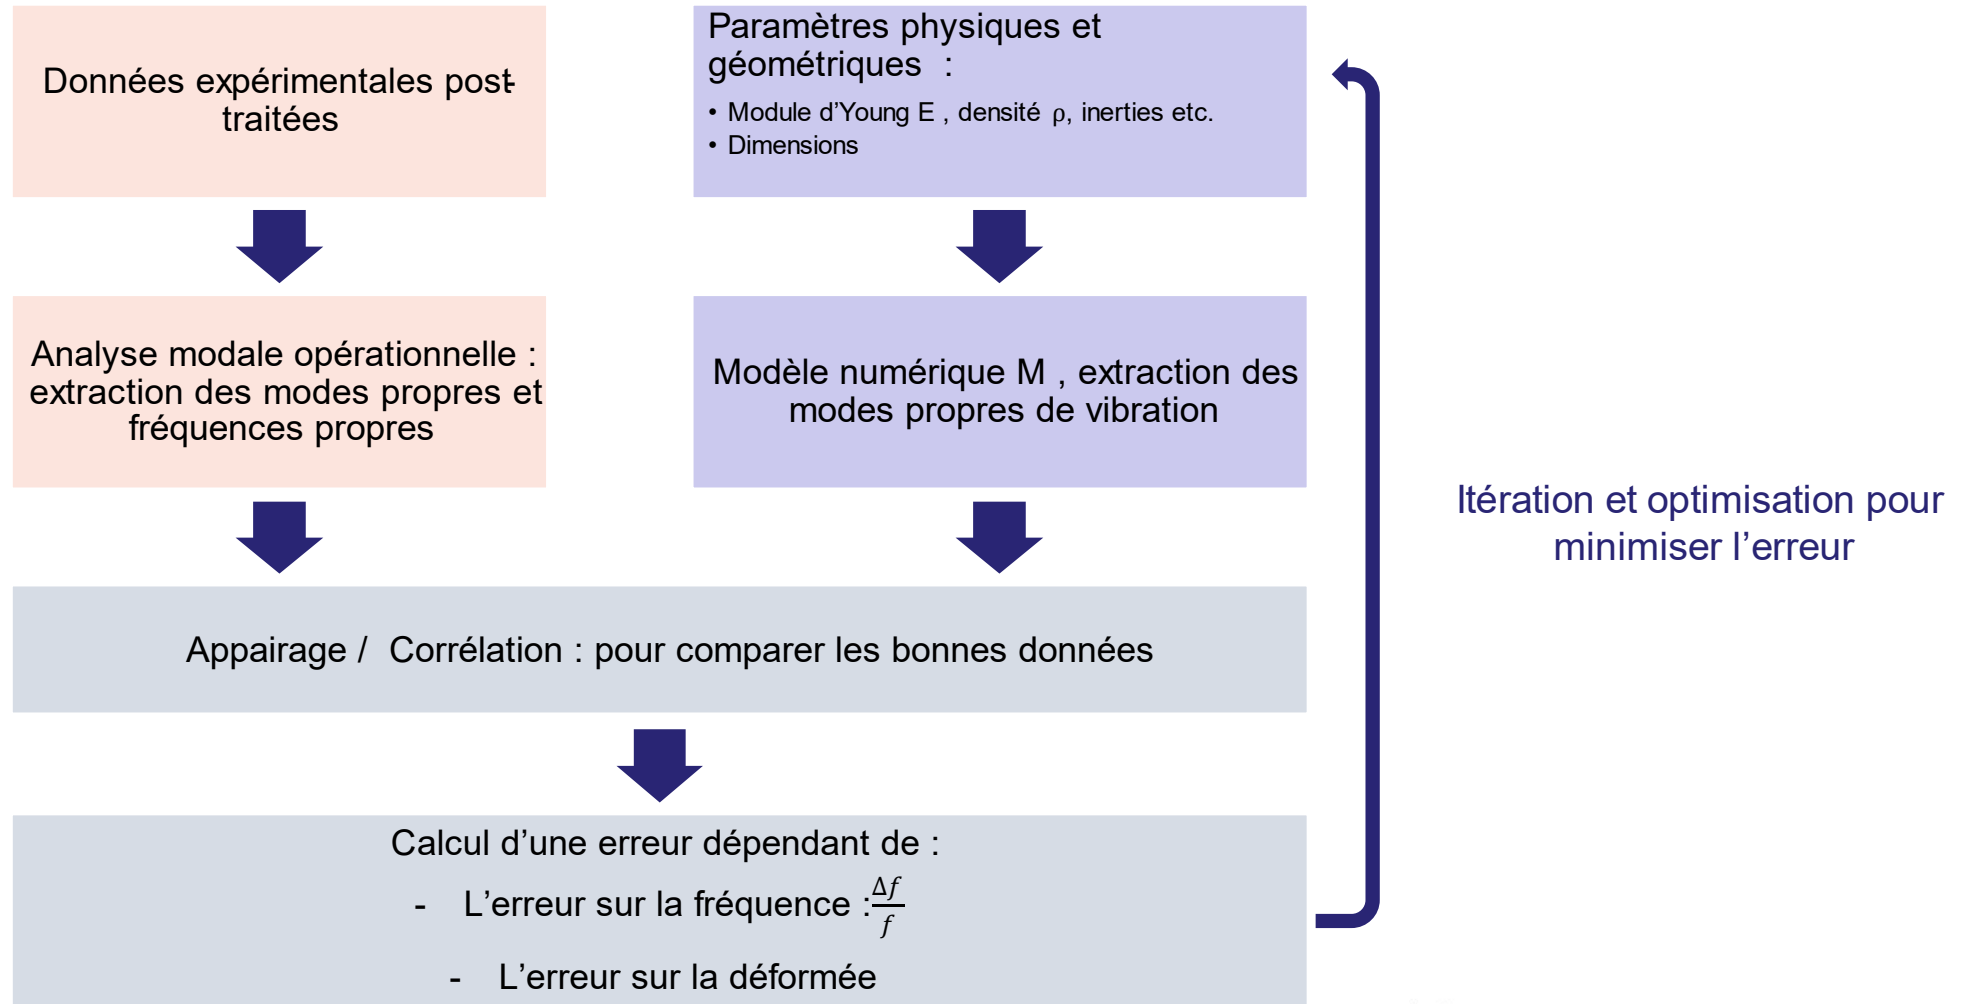 Données expérimentales post-
traitées
Paramètres physiques et
géométriques :
• Module d’Young E , densité ρ, inerties etc.
• Dimensions
Analyse modale opérationnelle :
extraction des modes propres et
fréquences propres
Modèle numérique M , extraction des
modes propres de vibration
Itération et optimisation pour
minimiser l’erreur
Appairage / Corrélation : pour comparer les bonnes données
Calcul d’une erreur dépendant de :
- L’erreur sur la fréquence : Δf/f
- L’erreur sur la déformée